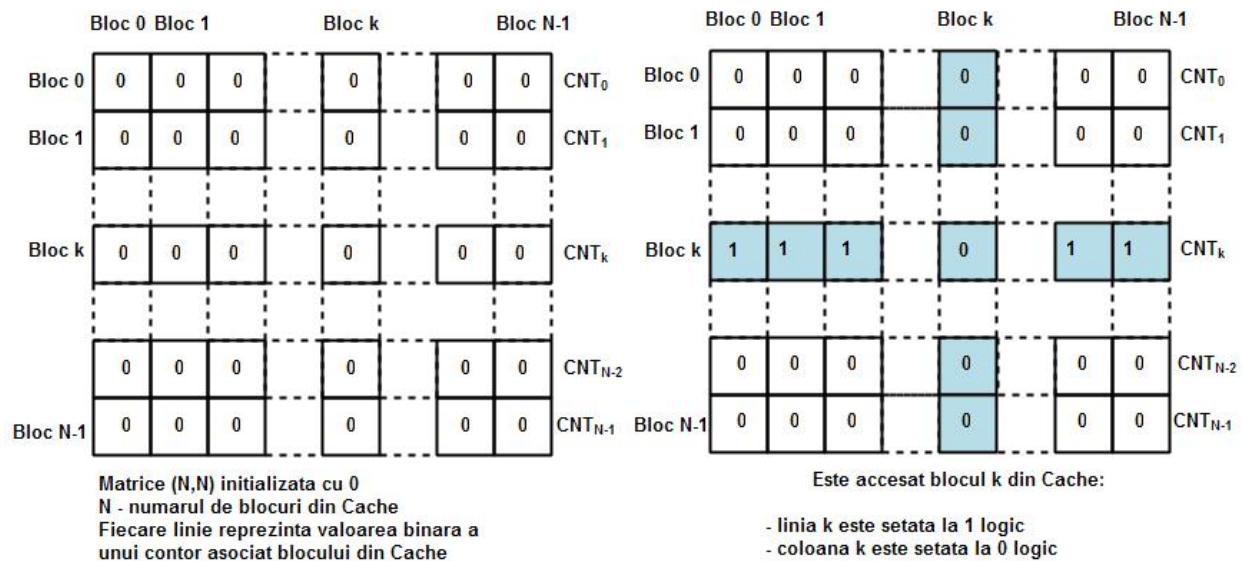 Bloc 0 Bloc 1 Bloc k Bloc N-1
Bloc 0 0 0 0 0 0 0 CNT0
Bloc 1 0 0 0 0 0 0 CNT1
Bloc k 0 0 0 0 0 0 CNTk
0 0 0 0 0 0 CNTN-2
Bloc N-1 0 0 0 0 0 0 CNTN-1
Matrice (N,N) initializata cu 0
N - numarul de blocuri din Cache
Fiecare linie reprezinta valoarea binara a
unui contor asociat blocului din Cache
Bloc 0 Bloc 1 Bloc k Bloc N-1
Bloc 0 0 0 0 0 0 0 CNT0
Bloc 1 0 0 0 0 0 0 CNT1
Bloc k 1 1 1 0 1 1 CNTk
0 0 0 0 0 0 CNTN-2
Bloc N-1 0 0 0 0 0 0 CNTN-1
Este accesat blocul k din Cache:
- linia k este setata la 1 logic
- coloana k este setata la 0 logic